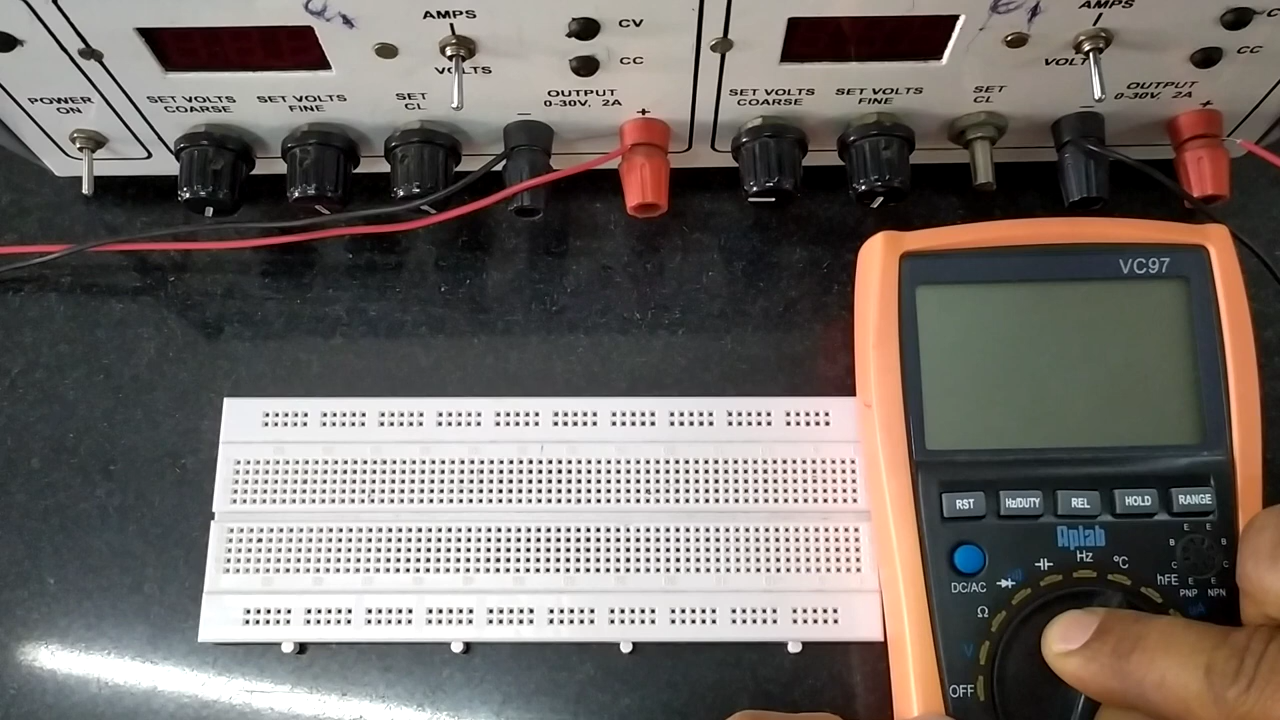 AMPS
VOLTS
CV
CC
POWER
ON
SET VOLTS
COARSE
SET VOLTS
FINE
SET
CL
OUTPUT
0-30V, 2A
−
+
AMPS
VOLT
CC
SET VOLTS
COARSE
SET VOLTS
FINE
SET
CL
OUTPUT
0-30V, 2A
−
+
VC97
RST
Hz/DUTY
REL
HOLD
RANGE
Aplab
DC/AC
Hz
°C
hFE
E E
B B
C C
E E
PNP NPN
Ω
V
OFF
μA